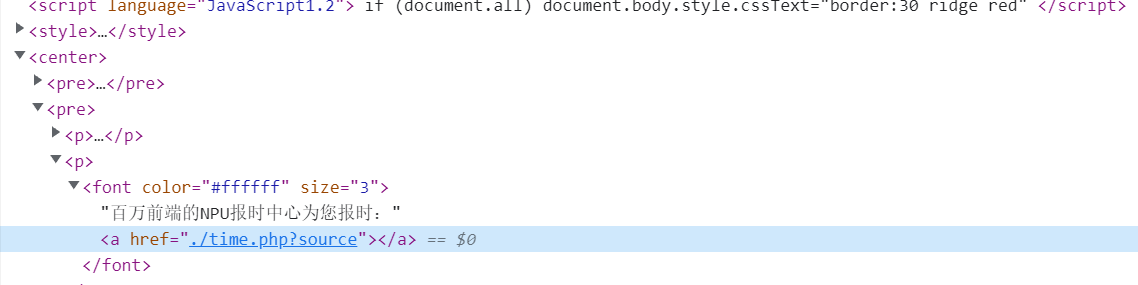 <script language="JavaScript1.2"> if (document.all) document.body.style.cssText="border:30 ridge red" </script>
<style>…</style>
<center>
<pre>…</pre>
<pre>
<p>…</p>
<p>
<font color="#ffffff" size="3">
"百万前端的NPU报时中心为您报时："
<a href="./time.php?source"></a> == $0
</font>